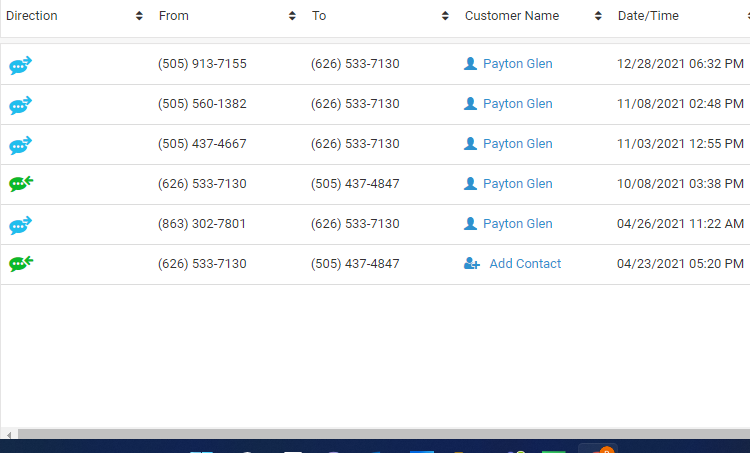 Direction From To Customer Name Date/Time
(505) 913-7155 (626) 533-7130 Payton Glen 12/28/2021 06:32 PM
(505) 560-1382 (626) 533-7130 Payton Glen 11/08/2021 02:48 PM
(505) 437-4667 (626) 533-7130 Payton Glen 11/03/2021 12:55 PM
(626) 533-7130 (505) 437-4847 Payton Glen 10/08/2021 03:38 PM
(863) 302-7801 (626) 533-7130 Payton Glen 04/26/2021 11:22 AM
(626) 533-7130 (505) 437-4847 Add Contact 04/23/2021 05:20 PM